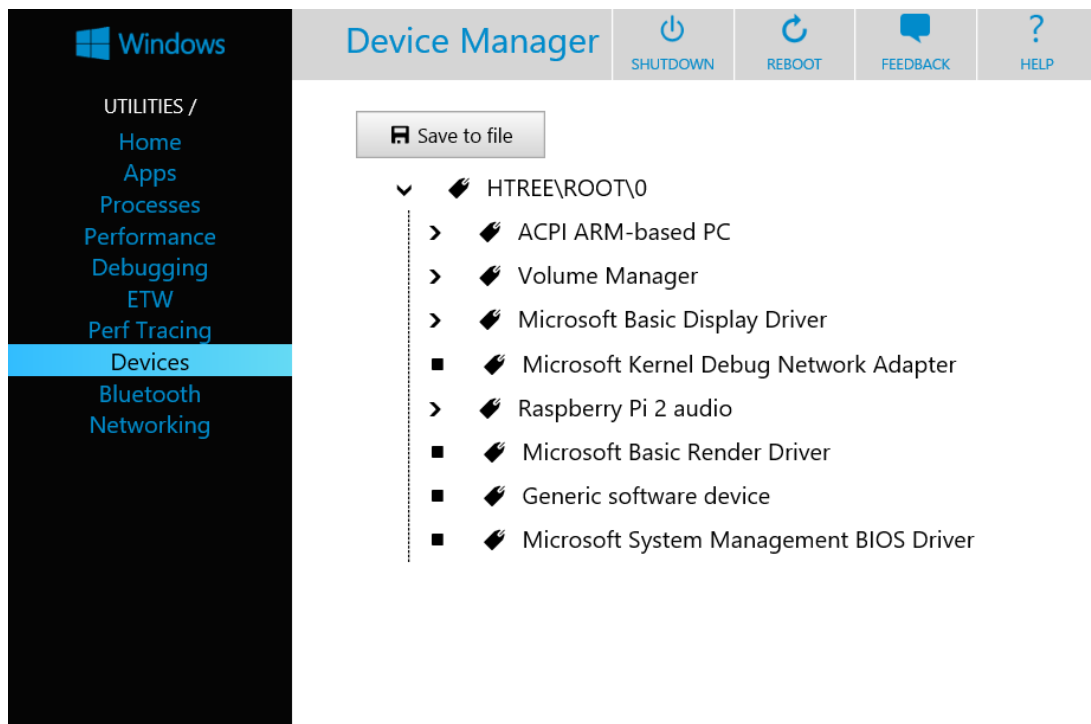 Windows
Device Manager
SHUTDOWN
REBOOT
FEEDBACK
?
HELP
UTILITIES /
Home
Apps
Processes
Performance
Debugging
ETW
Perf Tracing
Devices
Bluetooth
Networking
Save to file
HTREE\ROOT\0
ACPI ARM-based PC
Volume Manager
Microsoft Basic Display Driver
Microsoft Kernel Debug Network Adapter
Raspberry Pi 2 audio
Microsoft Basic Render Driver
Generic software device
Microsoft System Management BIOS Driver